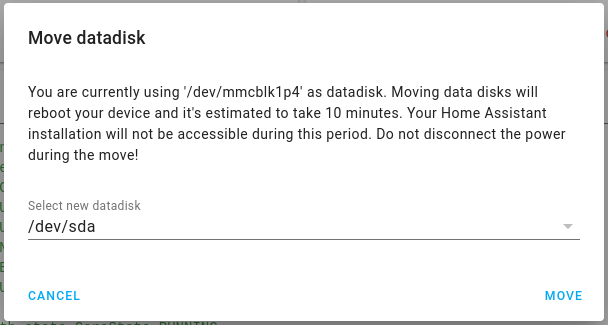 Move datadisk
You are currently using '/dev/mmcblk1p4' as datadisk. Moving data disks will
reboot your device and it's estimated to take 10 minutes. Your Home Assistant
installation will not be accessible during this period. Do not disconnect the power
during the move!
Select new datadisk
/dev/sda
CANCEL
MOVE